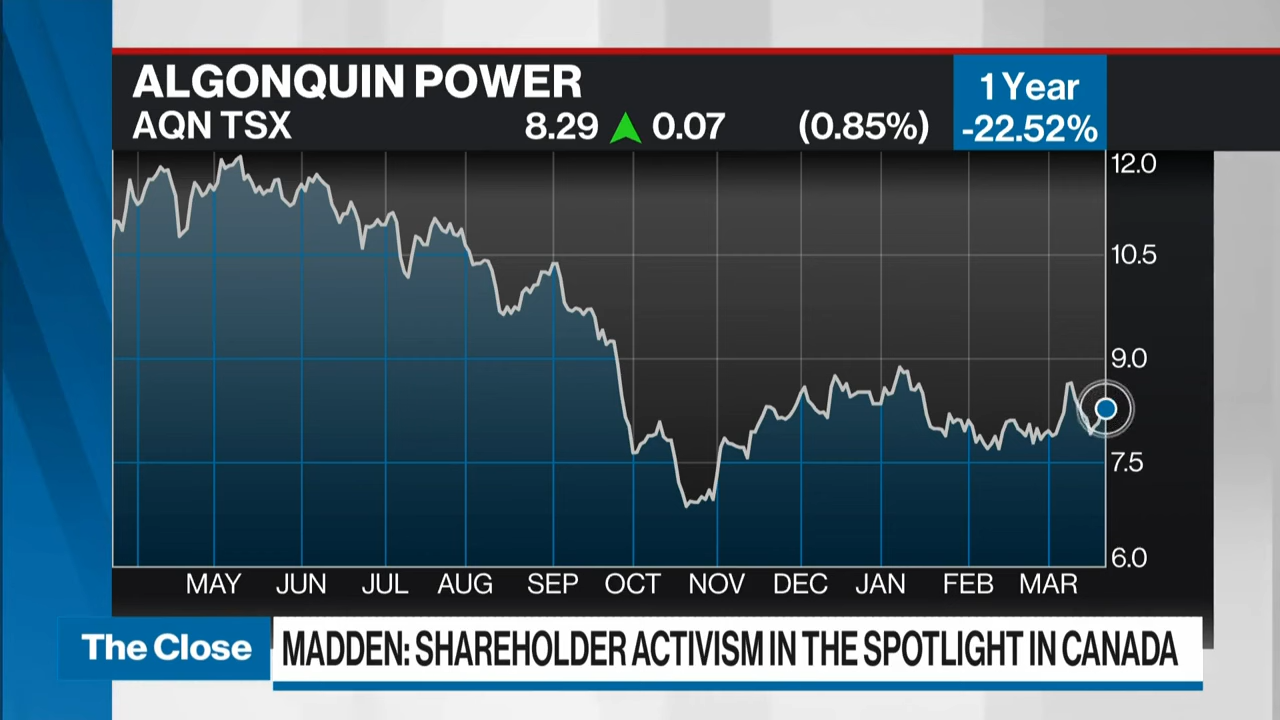 ALGONQUIN POWER
AQN TSX 8.29 0.07 (0.85%)
1 Year
-22.52%
12.0
10.5
9.0
7.5
6.0
MAY JUN JUL AUG SEP OCT NOV DEC JAN FEB MAR
The Close
MADDEN: SHAREHOLDER ACTIVISM IN THE SPOTLIGHT IN CANADA